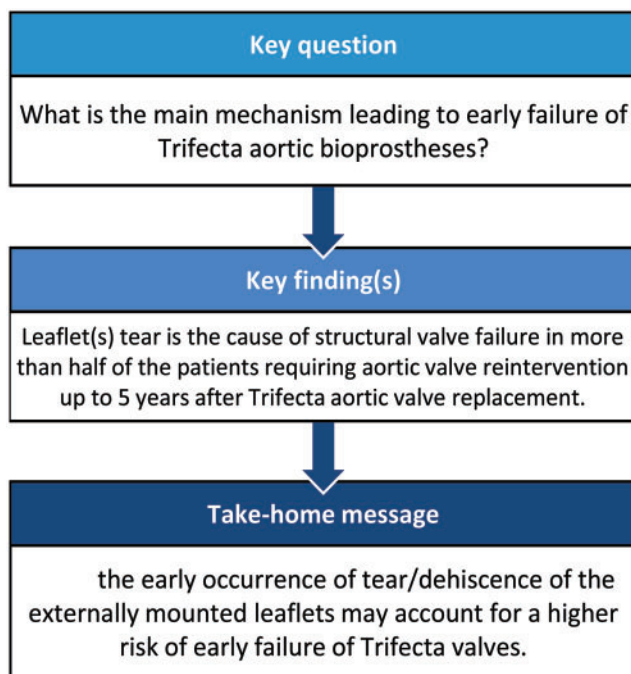 Key question
What is the main mechanism leading to early failure of
Trifecta aortic bioprostheses?
Key finding(s)
Leaflet(s) tear is the cause of structural valve failure in more
than half of the patients requiring aortic valve reintervention
up to 5 years after Trifecta aortic valve replacement.
Take-home message
the early occurrence of tear/dehiscence of the
externally mounted leaflets may account for a higher
risk of early failure of Trifecta valves.